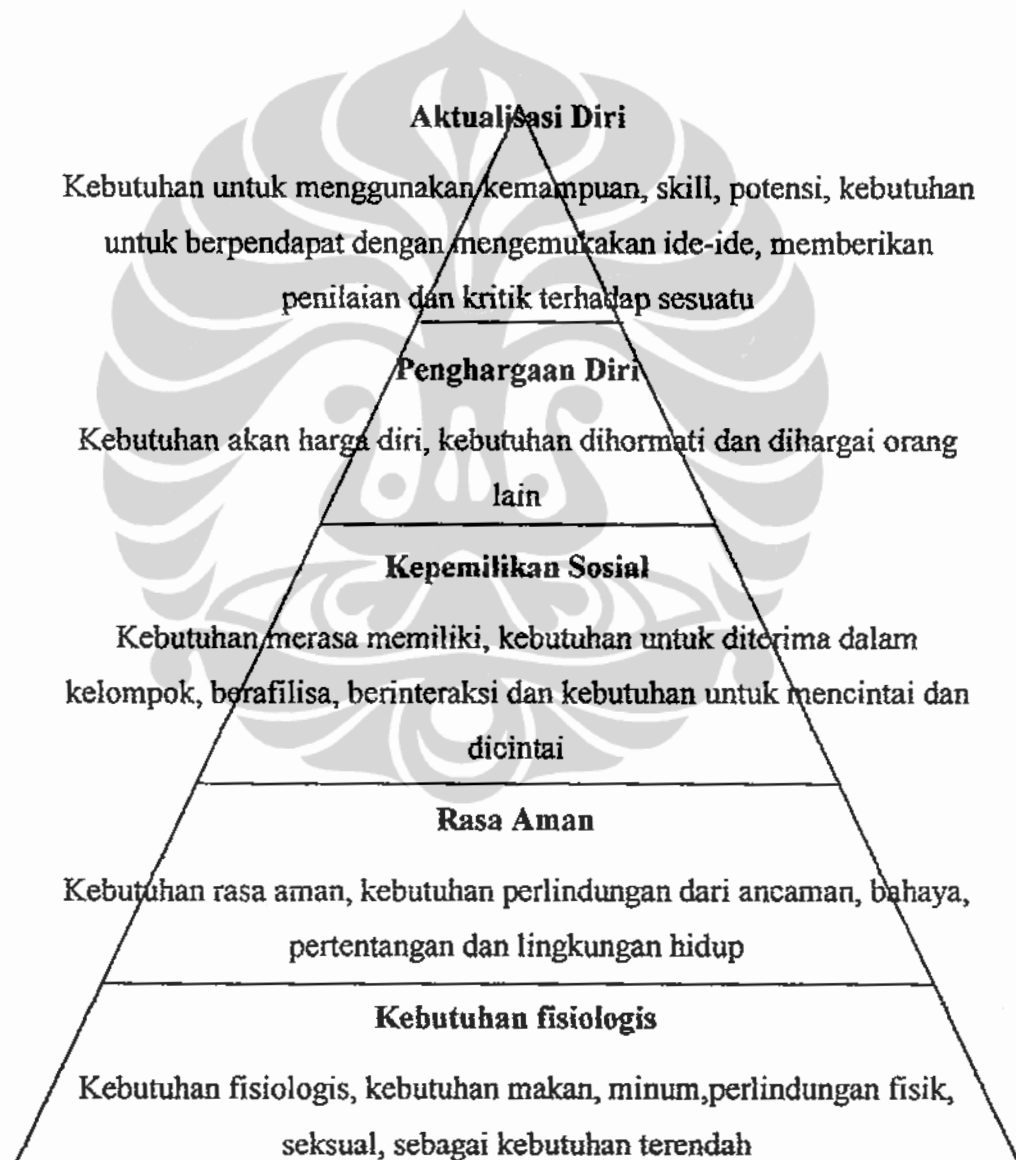 Aktualisasi Diri
Kebutuhan untuk menggunakan kemampuan, skill, potensi, kebutuhan
untuk berpendapat dengan mengemukakan ide-ide, memberikan
penilaian dan kritik terhadap sesuatu
Penghargaan Diri
Kebutuhan akan harga diri, kebutuhan dihormati dan dihargai orang
lain
Kepemilikan Sosial
Kebutuhan merasa memiliki, kebutuhan untuk diterima dalam
kelompok, berafilisa, berinteraksi dan kebutuhan untuk mencintai dan
dicintai
Rasa Aman
Kebutuhan rasa aman, kebutuhan perlindungan dari ancaman, bahaya,
pertentangan dan lingkungan hidup
Kebutuhan fisiologis
Kebutuhan fisiologis, kebutuhan makan, minum,perlindungan fisik,
seksual, sebagai kebutuhan terendah